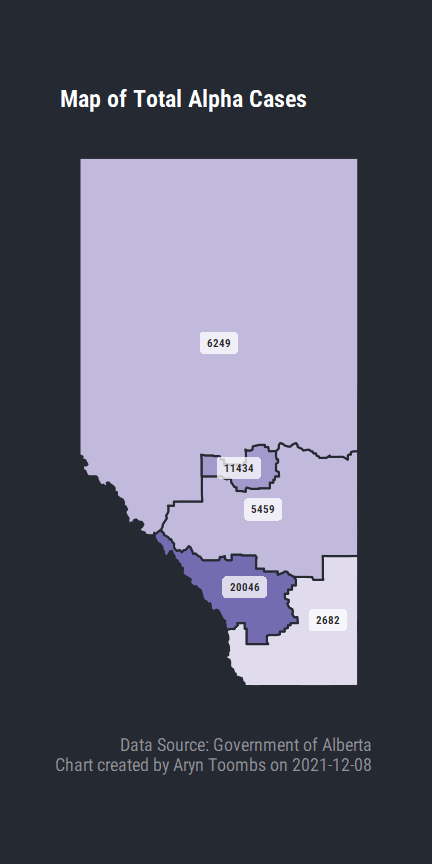 Map of Total Alpha Cases
6249
11434
5459
20046
2682
Data Source: Government of Alberta
Chart created by Aryn Toombs on 2021-12-08